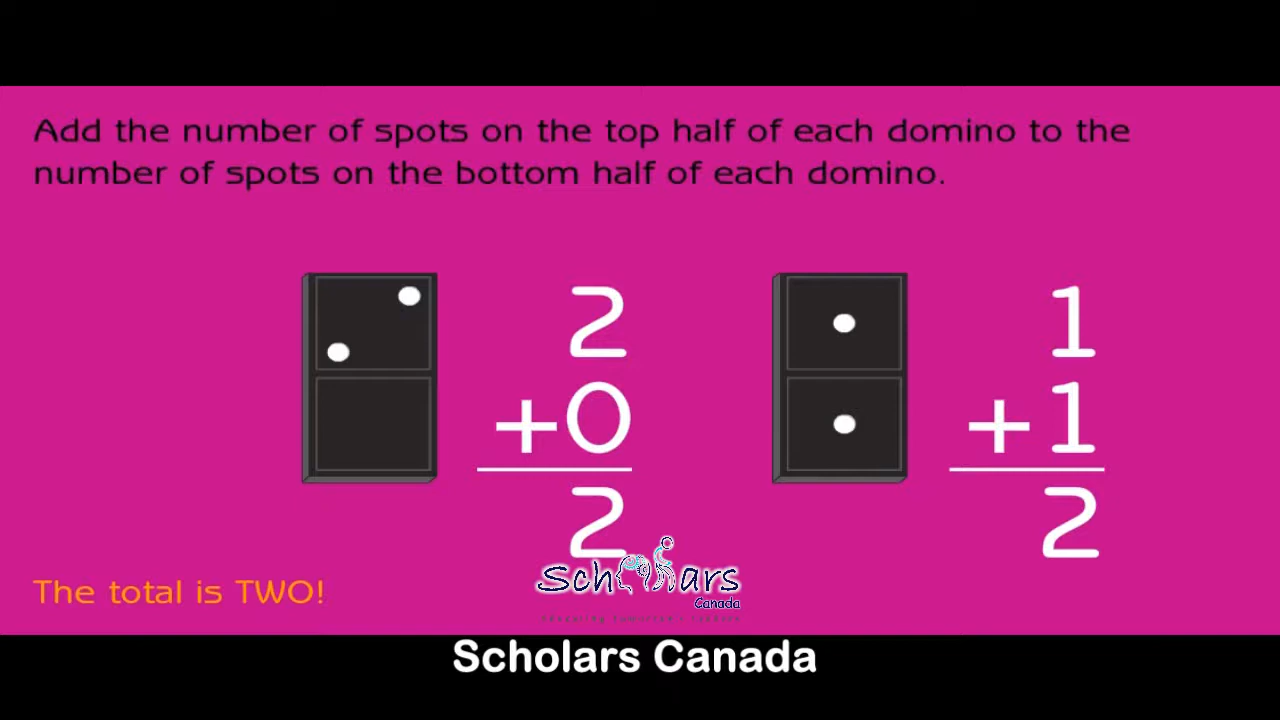 Add the number of spots on the top half of each domino to the
number of spots on the bottom half of each domino.
2
+0
2
1
+1
2
The total is TWO!
Scholars
Canada
Scholars Canada